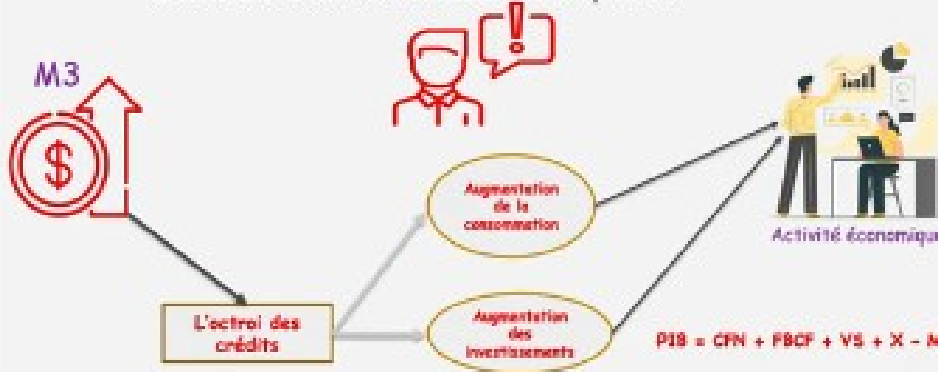 M3
$
!
Augmentation
de la
consommation
Activité économique
L'octroi des
crédits
Augmentation
des
investissements
PIB = CFN + FBCF + VS + X - M